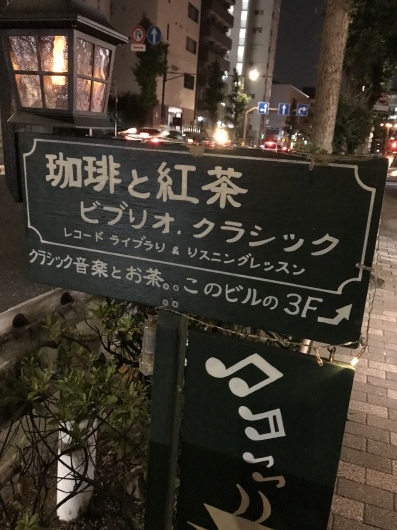 珈琲と紅茶
ビブリオ.クラシック
レコード ライブラリ & リスニングレッスン
クラシック音楽とお茶。。このビルの3F